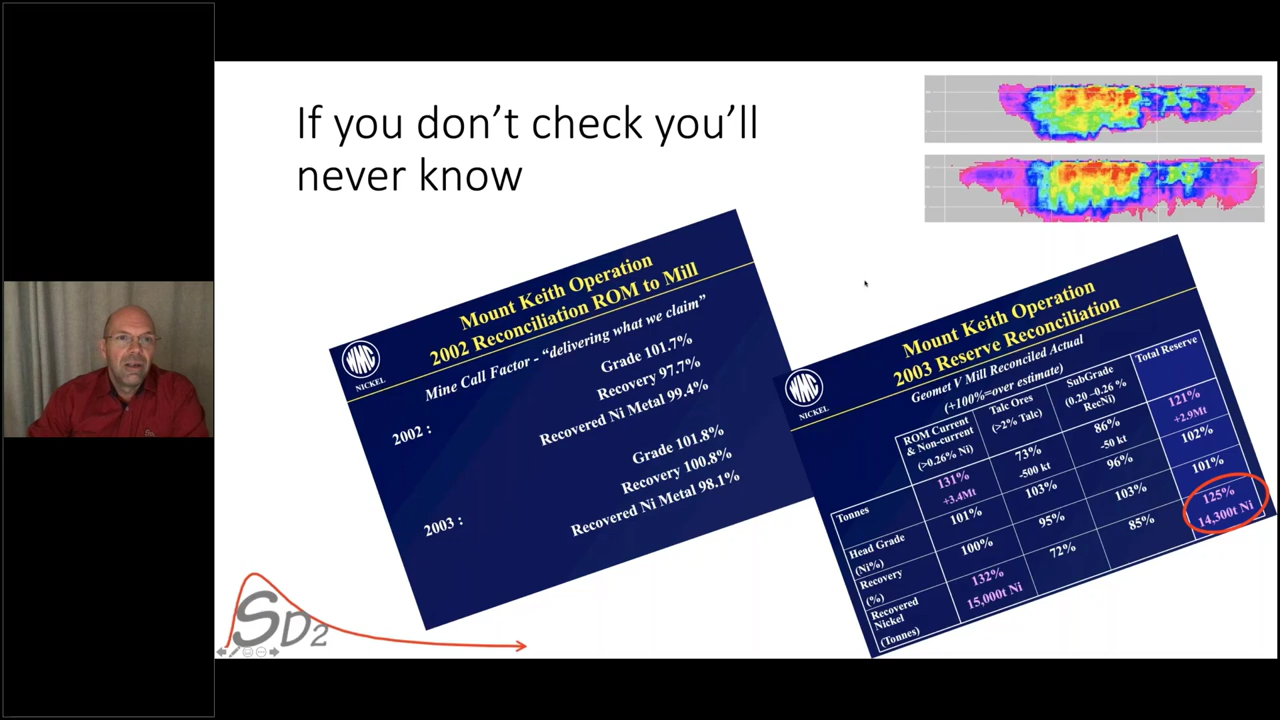 If you don’t check you’ll
never know
Mount Keith Operation
2002 Reconciliation ROM to Mill
Mine Call Factor - “delivering what we claim”
WMC
NICKEL
2002 :
Grade 101.7%
Recovery 97.7%
Recovered Ni Metal 99.4%
2003 :
Grade 101.8%
Recovery 100.8%
Recovered Ni Metal 98.1%
Mount Keith Operation
2003 Reserve Reconciliation
Geomet V Mill Reconciled Actual
(+100%=over estimate)
WMC
NICKEL
ROM Current
& Non-current
(>0.26% Ni)
Talc Ores
(>2% Talc)
SubGrade
(0.20 –0.26 %
RecNi)
Total Reserve
Tonnes
131%
+3.4Mt
73%
-500 kt
86%
-50 kt
121%
+2.9Mt
Head Grade
(Ni%)
101%
103%
96%
102%
Recovery
(%)
100%
95%
103%
101%
Recovered
Nickel
(Tonnes)
132%
15,000t Ni
72%
85%
125%
14,300t Ni
SD2